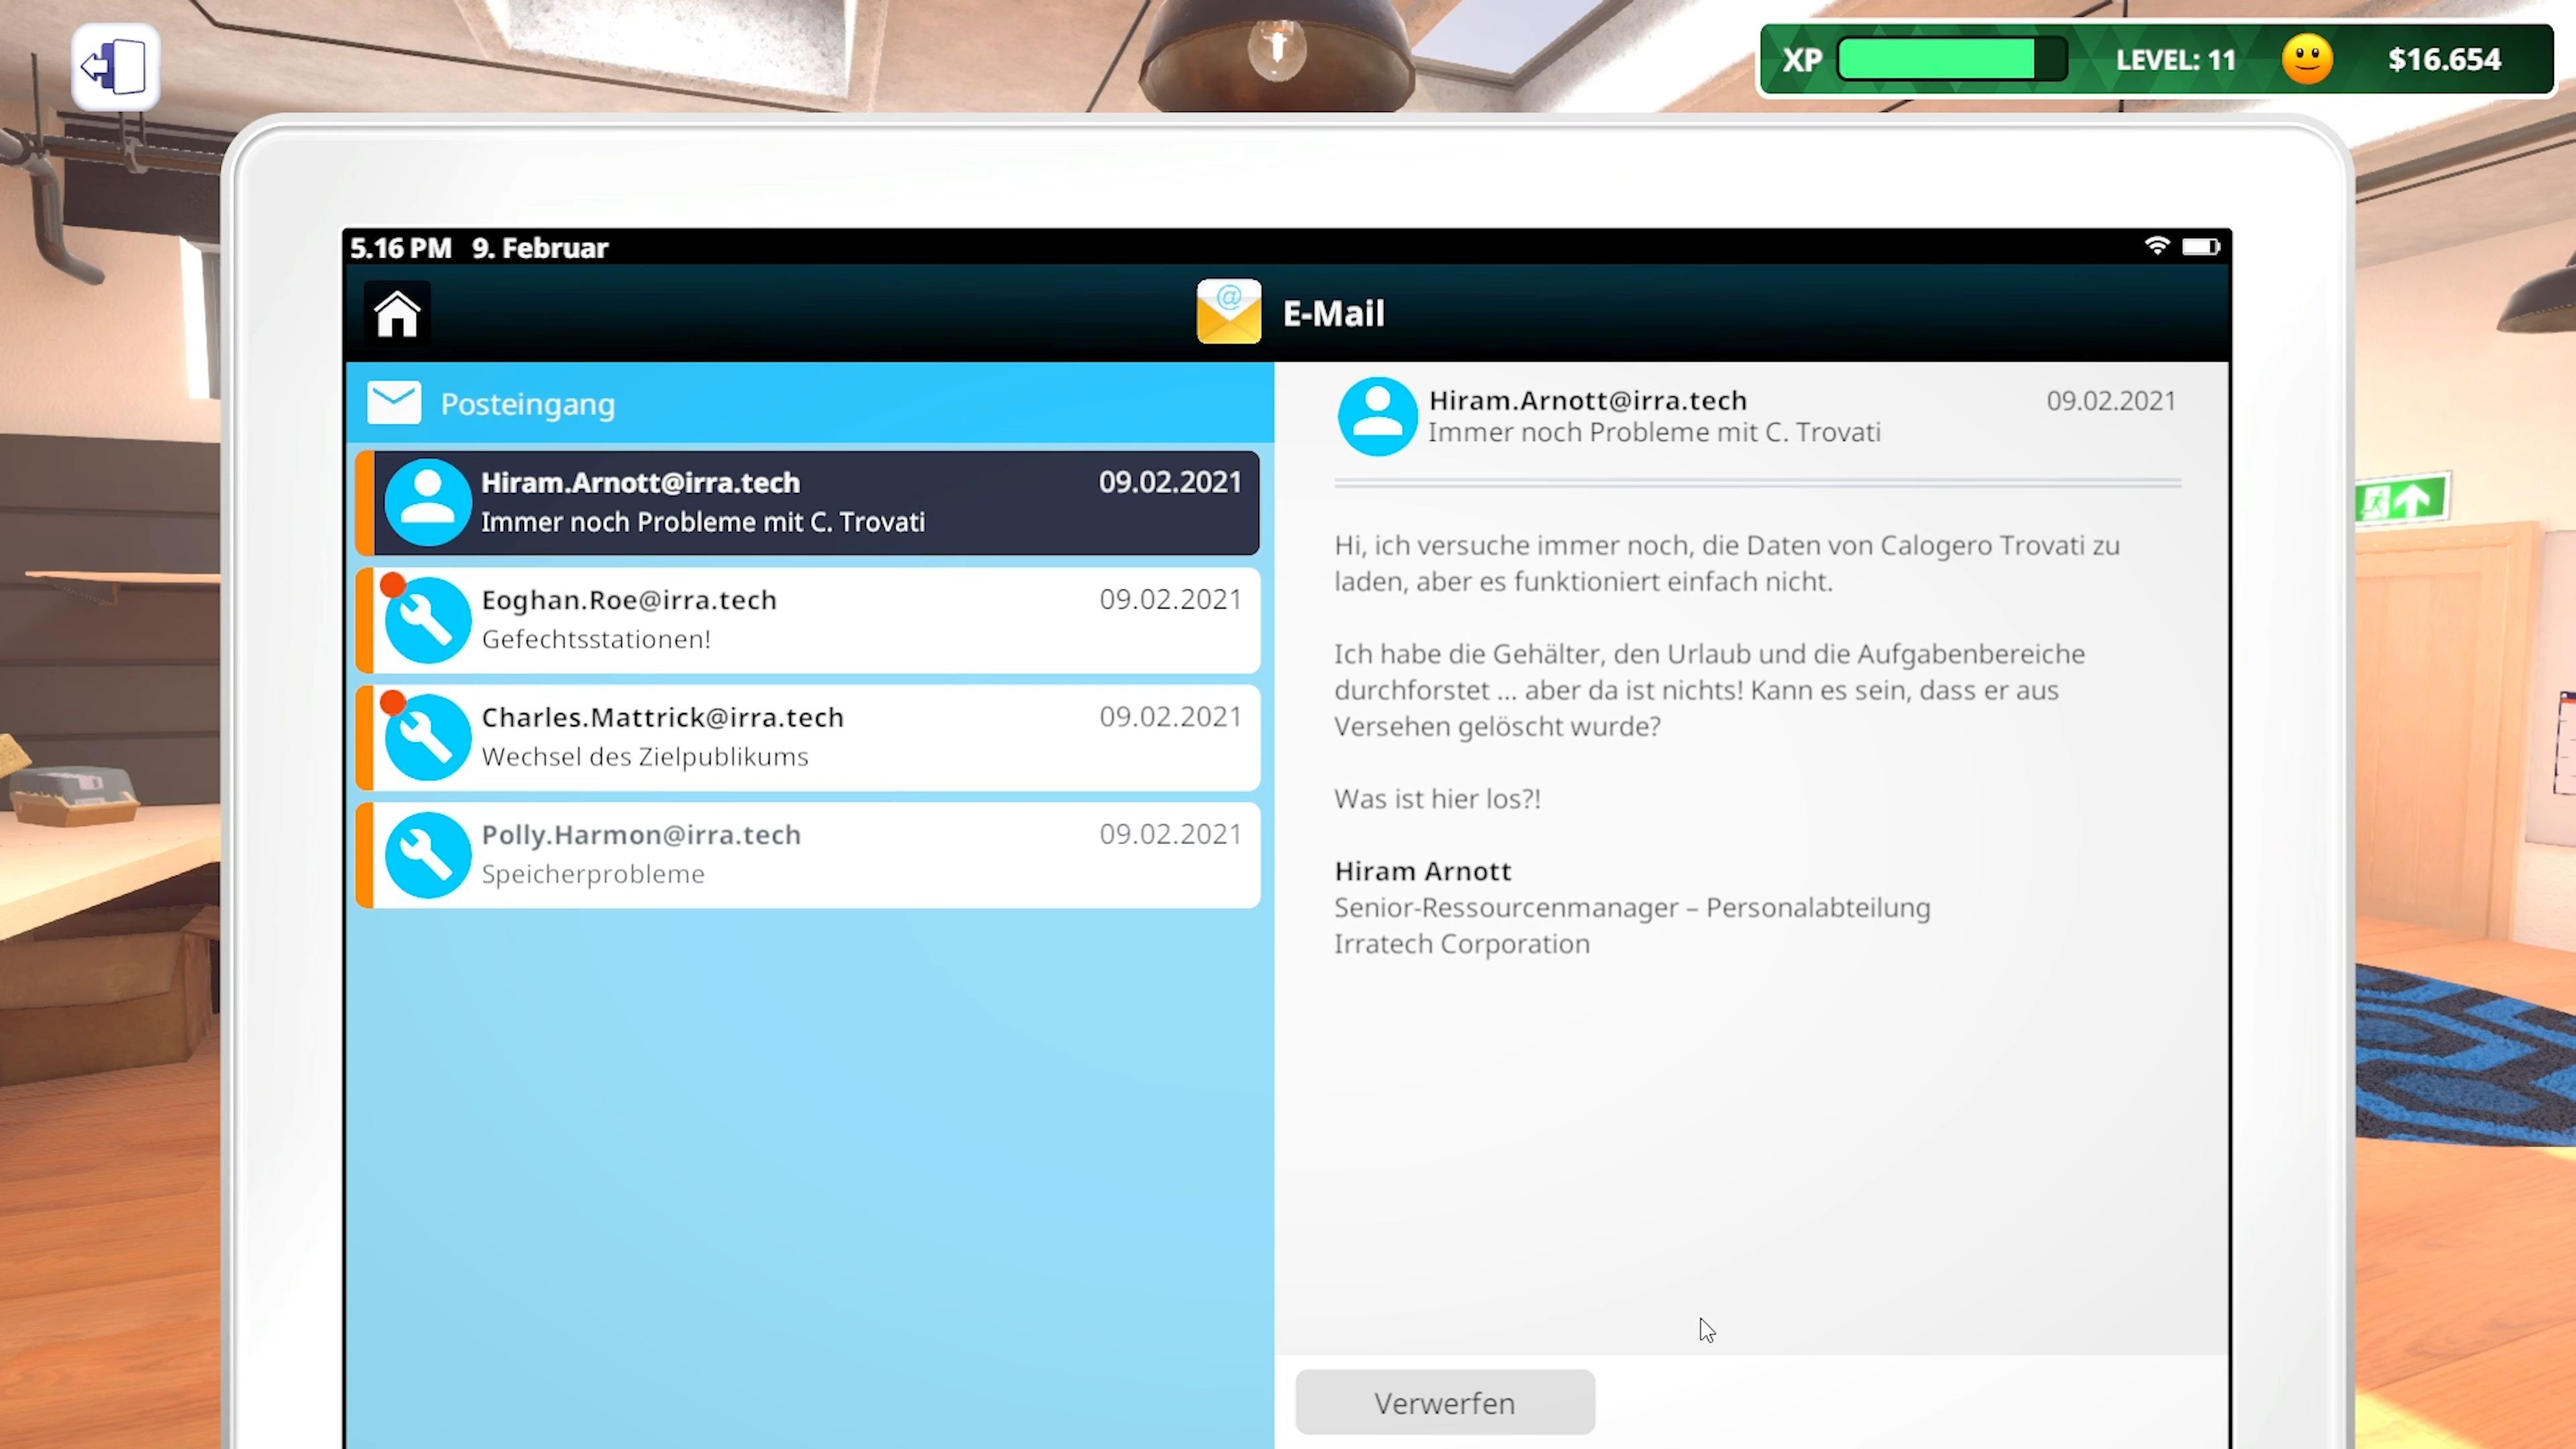 XP
LEVEL: 11
$16.654
5.16 PM 9. Februar
E-Mail
Posteingang
Hiram.Arnott@irra.tech 09.02.2021
Immer noch Probleme mit C. Trovati
Eoghan.Roe@irra.tech 09.02.2021
Gefechtsstationen!
Charles.Mattrick@irra.tech 09.02.2021
Wechsel des Zielpublikums
Polly.Harmon@irra.tech 09.02.2021
Speicherprobleme
Hiram.Arnott@irra.tech 09.02.2021
Immer noch Probleme mit C. Trovati
Hi, ich versuche immer noch, die Daten von Calogero Trovati zu
laden, aber es funktioniert einfach nicht.
Ich habe die Gehälter, den Urlaub und die Aufgabenbereiche
durchforstet ... aber da ist nichts! Kann es sein, dass er aus
Versehen gelöscht wurde?
Was ist hier los?!
Hiram Arnott
Senior-Ressourcenmanager – Personalabteilung
Irratech Corporation
Verwerfen